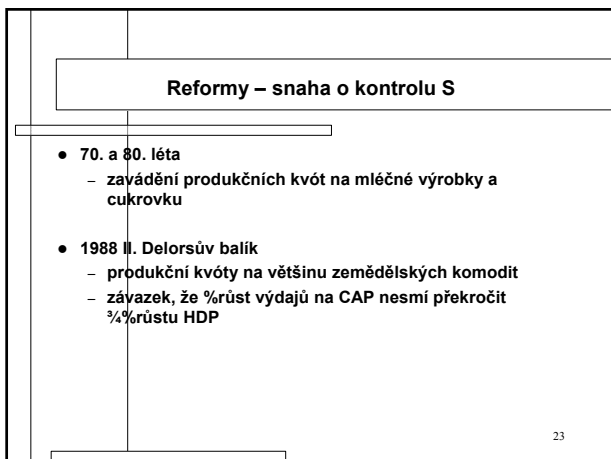 Reformy – snaha o kontrolu S
● 70. a 80. léta
– zavádění produkčních kvót na mléčné výrobky a
cukrovku
● 1988 II. Delorsův balík
– produkční kvóty na většinu zemědělských komodit
– závazek, že %růst výdajů na CAP nesmí překročit
¾%růstu HDP
23